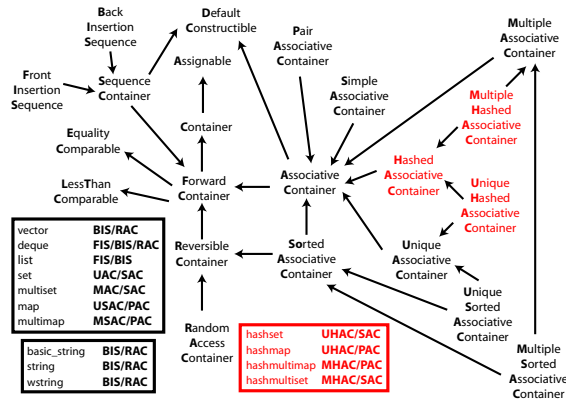 Back
Insertion
Sequence
Default
Constructible
Pair
Associative
Container
Multiple
Associative
Container
Front
Insertion
Sequence
Sequence
Container
Assignable
Simple
Associative
Container
Multiple
Hashed
Associative
Container
Equality
Comparable
Container
LessThan
Comparable
Forward
Container
Associative
Container
Hashed
Associative
Container
Unique
Hashed
Associative
Container
Reversible
Container
Sorted
Associative
Container
Unique
Associative
Container
Random
Access
Container
Unique
Sorted
Associative
Container
Multiple
Sorted
Associative
Container
vector BIS/RAC
deque FIS/BIS/RAC
list FIS/BIS
set UAC/SAC
multiset MAC/SAC
map USAC/PAC
multimap MSAC/PAC
basic_string BIS/RAC
string BIS/RAC
wstring BIS/RAC
hashset UHAC/SAC
hashmap UHAC/PAC
hashmultimap MHAC/PAC
hashmultiset MHAC/SAC